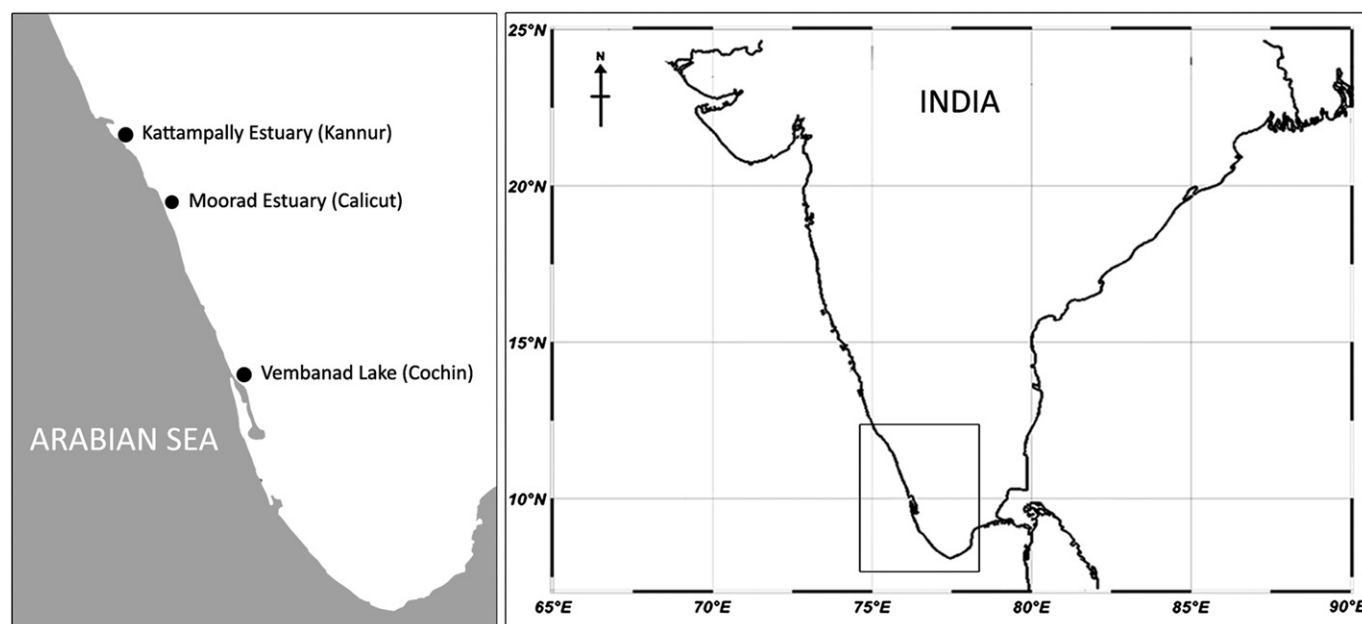 Kattampally Estuary (Kannur)
Moorad Estuary (Calicut)
Vembanad Lake (Cochin)
ARABIAN SEA
25°N
N
INDIA
20°N
15°N
10°N
65°E
70°E
75°E
80°E
85°E
90°E